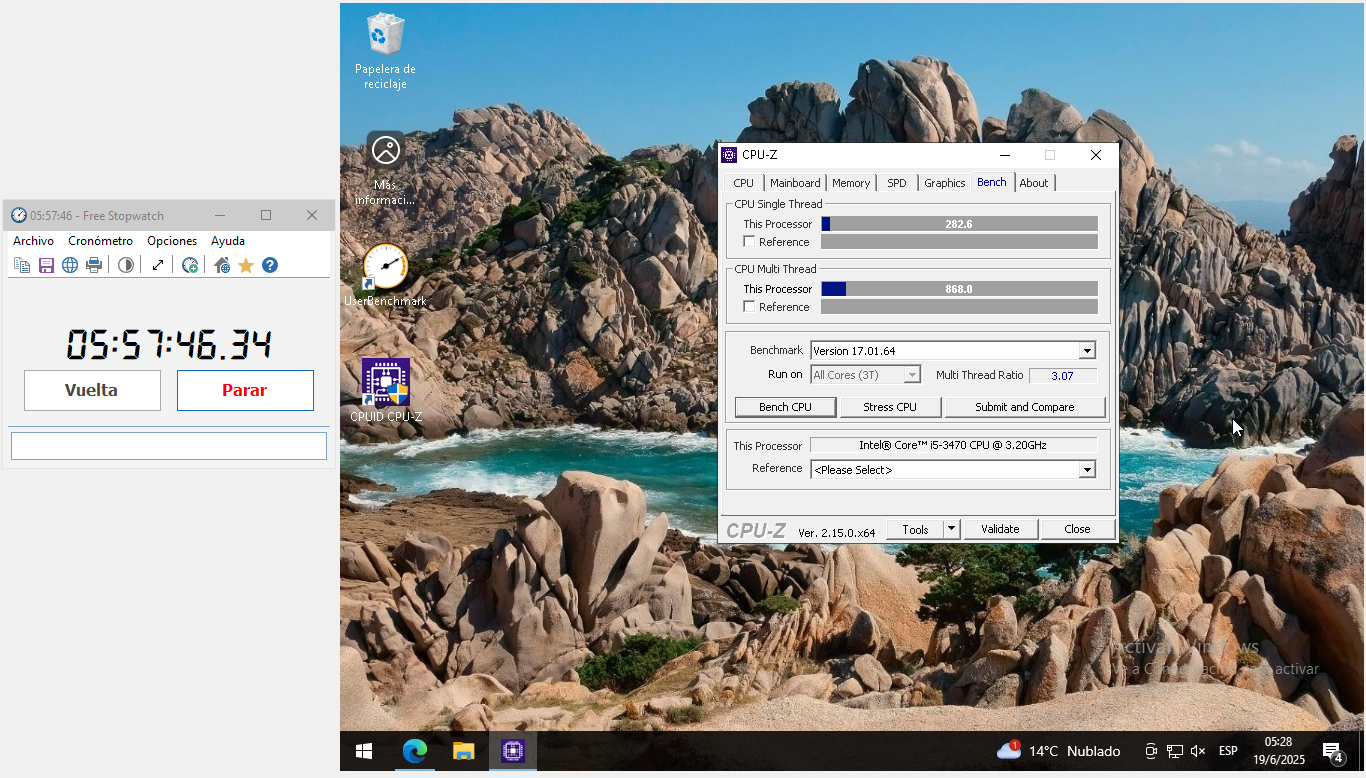 05:57:46 - Free Stopwatch
Archivo Cronómetro Opciones Ayuda
05:57:46.34
Vuelta Parar
Papelera de
reciclaje
Más
informaci...
UserBenchmark
CPUID CPU-Z
CPU-Z
CPU Mainboard Memory SPD Graphics Bench About
CPU Single Thread
This Processor 282.6
Reference
CPU Multi Thread
This Processor 868.0
Reference
Benchmark Version 17.01.64
Run on All Cores (3T) Multi Thread Ratio 3.07
Bench CPU Stress CPU Submit and Compare
This Processor Intel® Core™ i5-3470 CPU @ 3.20GHz
Reference <Please Select>
CPU-Z Ver. 2.15.0.x64 Tools Validate Close
Activar Windows
Ve a Configuración para activar
1 14°C Nublado ESP 05:28
19/6/2025 4